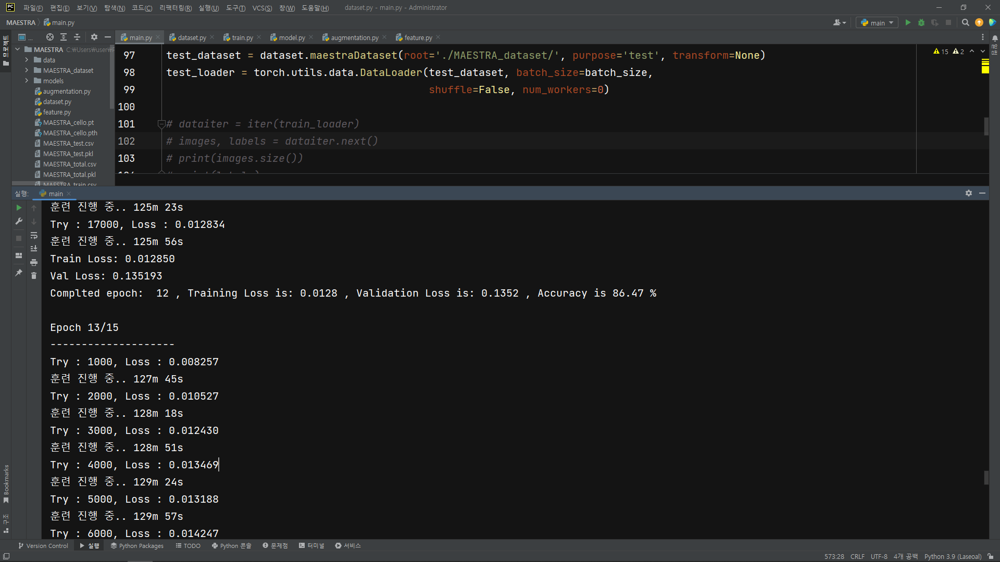 파일(F) 편집(E) 보기(V) 탐색(N) 코드(C) 리팩터링(R) 실행(U) 도구(T) VCS(S) 창(W) 도움말(H) dataset.py - main.py - Administrator
MAESTRA main.py
main
프로젝트
...
main.py dataset.py train.py model.py augmentation.py feature.py
알림
MAESTRA C:\Users\user\P
data
MAESTRA_dataset
models
augmentation.py
dataset.py
feature.py
MAESTRA_cello.pt
MAESTRA_cello.pth
MAESTRA_test.csv
MAESTRA_test.pkl
MAESTRA_total.csv
MAESTRA_total.pkl
MAESTRA_train.csv
15 2
97 test_dataset = dataset.maestraDataset(root='./MAESTRA_dataset/', purpose='test', transform=None)
98 test_loader = torch.utils.data.DataLoader(test_dataset, batch_size=batch_size,
99 shuffle=False, num_workers=0)
100
101 # dataiter = iter(train_loader)
102 # images, labels = dataiter.next()
103 # print(images.size())
실행: main
훈련 진행 중.. 125m 23s
Try : 17000, Loss : 0.012834
훈련 진행 중.. 125m 56s
Train Loss: 0.012850
Val Loss: 0.135193
Complted epoch:  12 , Training Loss is: 0.0128 , Validation Loss is: 0.1352 , Accuracy is 86.47 %
Epoch 13/15
--------------------
Try : 1000, Loss : 0.008257
훈련 진행 중.. 127m 45s
Try : 2000, Loss : 0.010527
훈련 진행 중.. 128m 18s
Try : 3000, Loss : 0.012430
훈련 진행 중.. 128m 51s
Try : 4000, Loss : 0.013469
훈련 진행 중.. 129m 24s
Try : 5000, Loss : 0.013188
훈련 진행 중.. 129m 57s
Try : 6000, Loss : 0.014247
Bookmarks
구조
Version Control 실행 Python Packages TODO Python 콘솔 문제점 터미널 서비스
573:28 CRLF UTF-8 4개 공백 Python 3.9 (Laseoal)